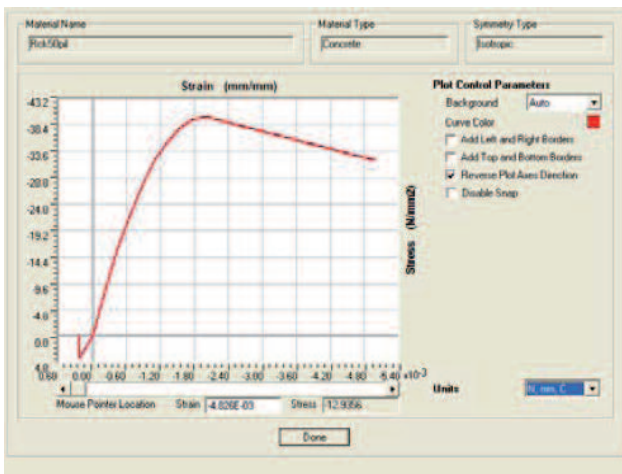 Material Name
Rck50pil
Material Type
Concrete
Symmetry Type
Isotropic
Strain (mm/mm)
-43.2
-38.4
-33.6
-28.8
-24.0
-19.2
-14.4
-9.6
-4.8
0.0
4.8
0.60 0.00 -0.60 -1.20 -1.80 -2.40 -3.00 -3.60 -4.20 -4.80 -5.40 x10-3
Stress (N/mm2)
Mouse Pointer Location Strain -4.826E-03 Stress -12.9356
Plot Control Parameters
Background Auto
Curve Color
Add Left and Right Borders
Add Top and Bottom Borders
Reverse Plot Axes Direction
Disable Snap
Units N, mm, C
Done